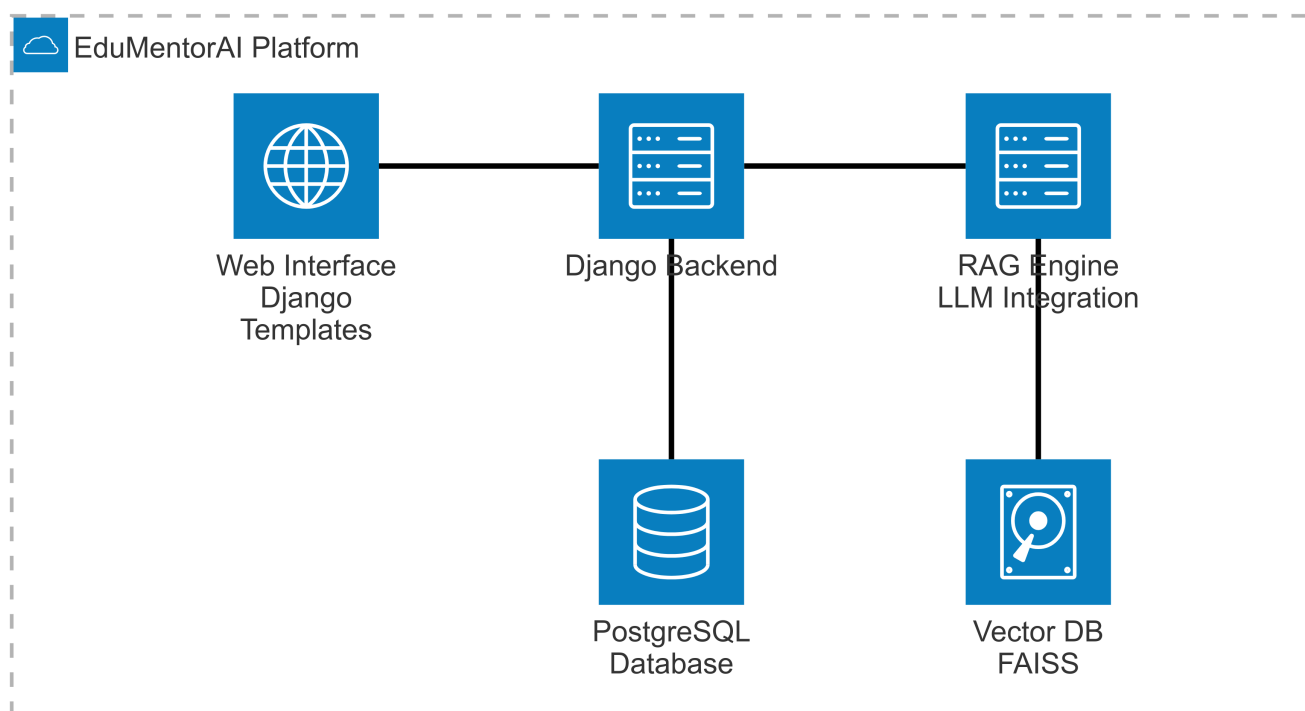 EduMentorAI Platform
Web Interface
Django
Templates
Django Backend
RAG Engine
LLM Integration
PostgreSQL
Database
Vector DB
FAISS